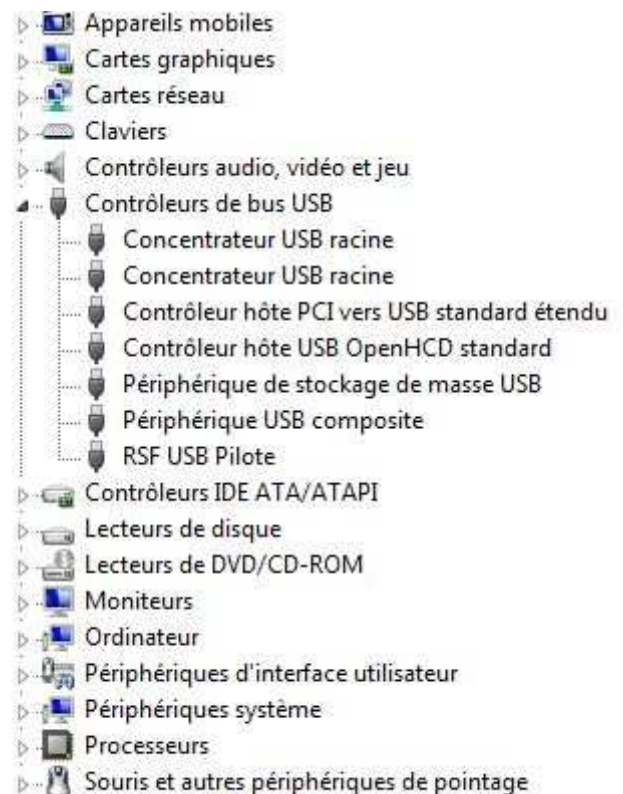 Appareils mobiles
Cartes graphiques
Cartes réseau
Claviers
Contrôleurs audio, vidéo et jeu
Contrôleurs de bus USB
Concentrateur USB racine
Concentrateur USB racine
Contrôleur hôte PCI vers USB standard étendu
Contrôleur hôte USB OpenHCD standard
Périphérique de stockage de masse USB
Périphérique USB composite
RSF USB Pilote
Contrôleurs IDE ATA/ATAPI
Lecteurs de disque
Lecteurs de DVD/CD-ROM
Moniteurs
Ordinateur
Périphériques d'interface utilisateur
Périphériques système
Processeurs
Souris et autres périphériques de pointage